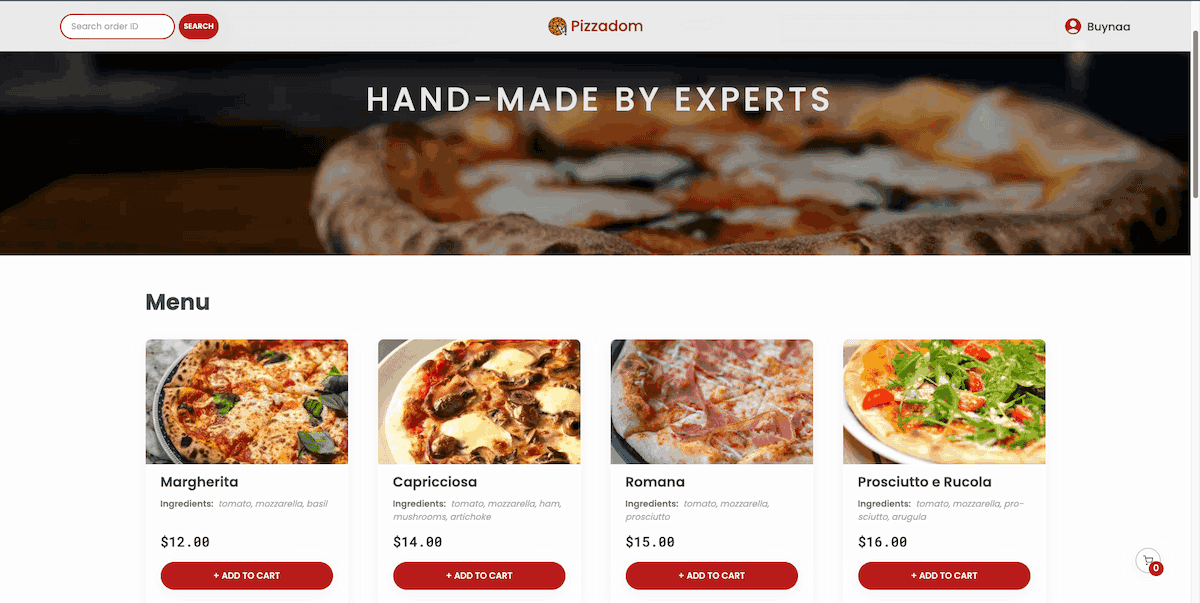 Search order ID
SEARCH
Pizzadom
Buynaa
HAND-MADE BY EXPERTS
Menu
Margherita
Ingredients: tomato, mozzarella, basil
$12.00
+ ADD TO CART
Capricciosa
Ingredients: tomato, mozzarella, ham,
mushrooms, artichoke
$14.00
+ ADD TO CART
Romana
Ingredients: tomato, mozzarella,
prosciutto
$15.00
+ ADD TO CART
Prosciutto e Rucola
Ingredients: tomato, mozzarella, pro-
sciutto, arugula
$16.00
+ ADD TO CART
0